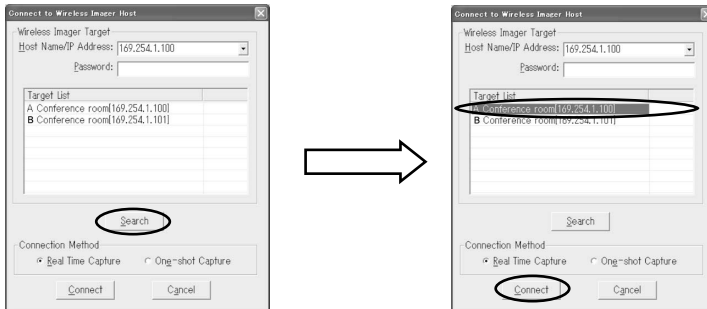 Connect to Wireless Imager Host
Wireless Imager Target
Host Name/IP Address: 169.254.1.100
Password:
Target List
A Conference room[169.254.1.100]
B Conference room[169.254.1.101]
Search
Connection Method
Real Time Capture One-shot Capture
Connect Cancel
Connect to Wireless Imager Host
Wireless Imager Target
Host Name/IP Address: 169.254.1.100
Password:
Target List
A Conference room[169.254.1.100]
B Conference room[169.254.1.101]
Search
Connection Method
Real Time Capture One-shot Capture
Connect Cancel